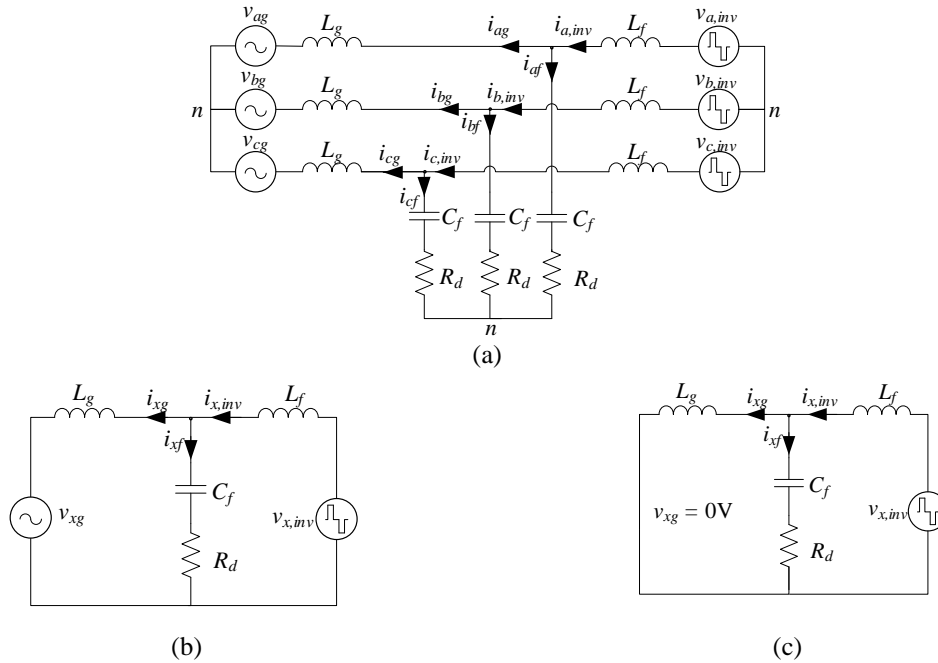 v_ag L_g i_ag i_a,inv L_f v_a,inv
i_af
v_bg L_g i_bg i_b,inv L_f v_b,inv
n i_bf n
v_cg L_g i_cg i_c,inv L_f v_c,inv
i_cf
C_f C_f C_f
R_d R_d R_d
n
(a)
L_g i_xg i_x,inv L_f
i_xf
C_f
v_xg v_x,inv
R_d
(b)
L_g i_xg i_x,inv L_f
i_xf
C_f
v_xg = 0V v_x,inv
R_d
(c)